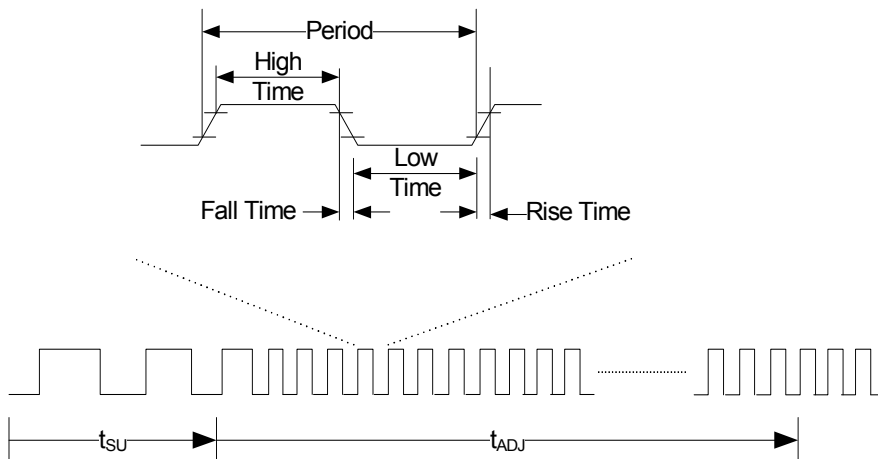 Period
High
Time
Low
Time
Fall Time
Rise Time
tSU
tADJ